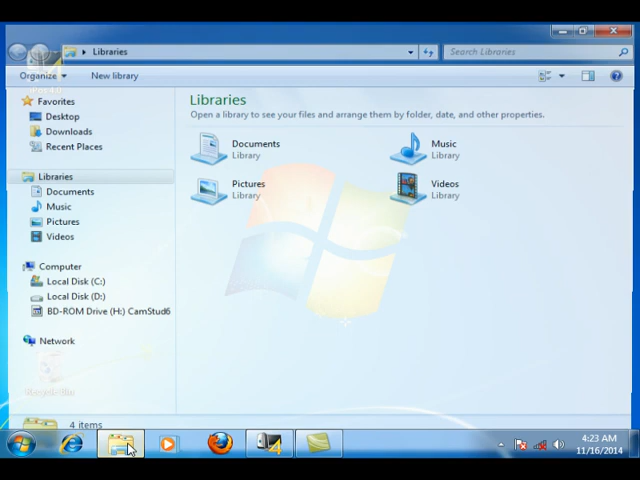 Libraries
Search Libraries
Organize
New library
Favorites
Desktop
Downloads
Recent Places
Libraries
Documents
Music
Pictures
Videos
Computer
Local Disk (C:)
Local Disk (D:)
BD-ROM Drive (H:) CamStud6
Network
Recycle Bin
Libraries
Open a library to see your files and arrange them by folder, date, and other properties.
Documents
Library
Music
Library
Pictures
Library
Videos
Library
4 items
4:23 AM
11/16/2014